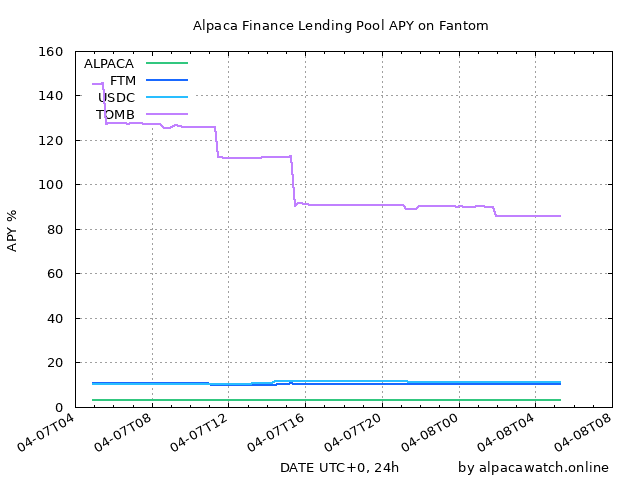 Alpaca Finance Lending Pool APY on Fantom
160
140
120
100
80
60
40
20
0
APY %
ALPACA
FTM
USDC
TOMB
04-07T04
04-07T08
04-07T12
04-07T16
04-07T20
04-08T00
04-08T04
04-08T08
DATE UTC+0, 24h
by alpacawatch.online